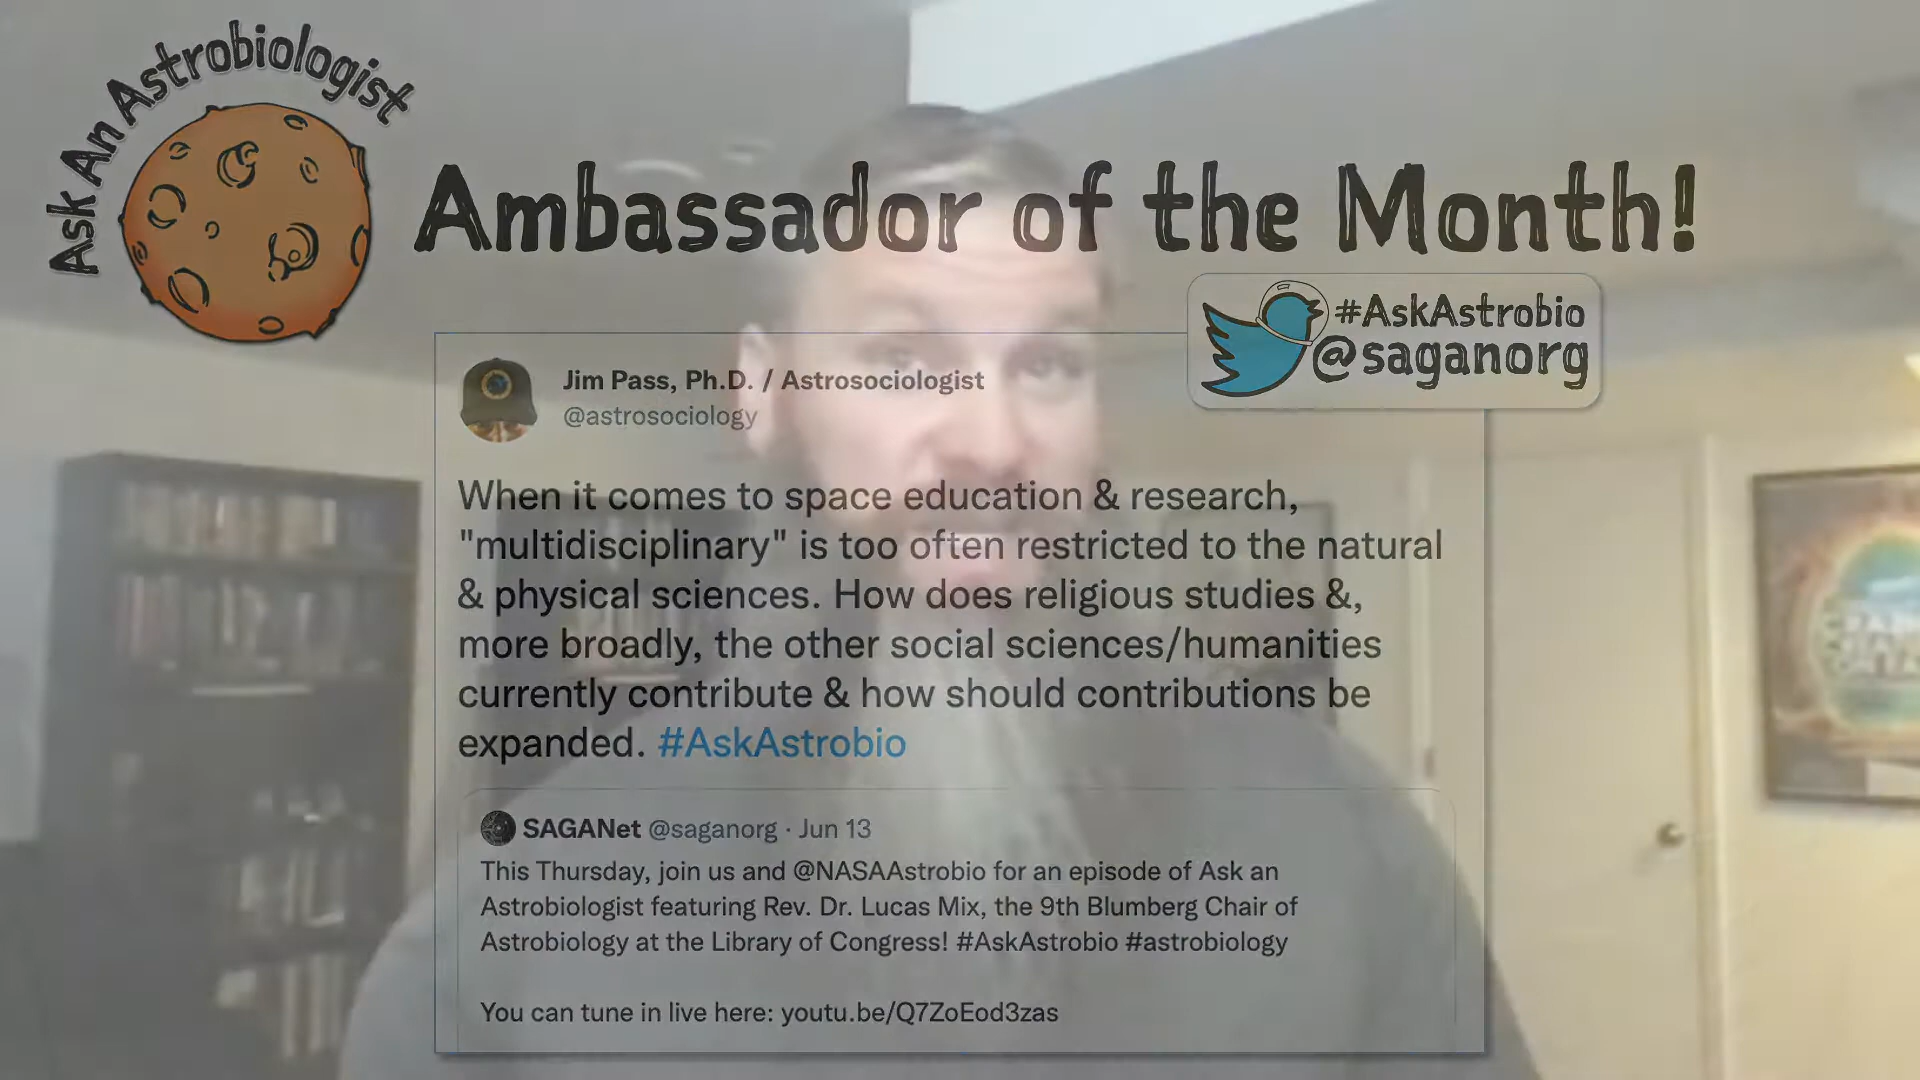 Ask An Astrobiologist
Ambassador of the Month!
#AskAstrobio
@saganorg
Jim Pass, Ph.D. / Astrosociologist
@astrosociology
When it comes to space education & research,
"multidisciplinary" is too often restricted to the natural
& physical sciences. How does religious studies &,
more broadly, the other social sciences/humanities
currently contribute & how should contributions be
expanded. #AskAstrobio
SAGANet @saganorg · Jun 13
This Thursday, join us and @NASAAstrobio for an episode of Ask an
Astrobiologist featuring Rev. Dr. Lucas Mix, the 9th Blumberg Chair of
Astrobiology at the Library of Congress! #AskAstrobio #astrobiology
You can tune in live here: youtu.be/Q7ZoEod3zas